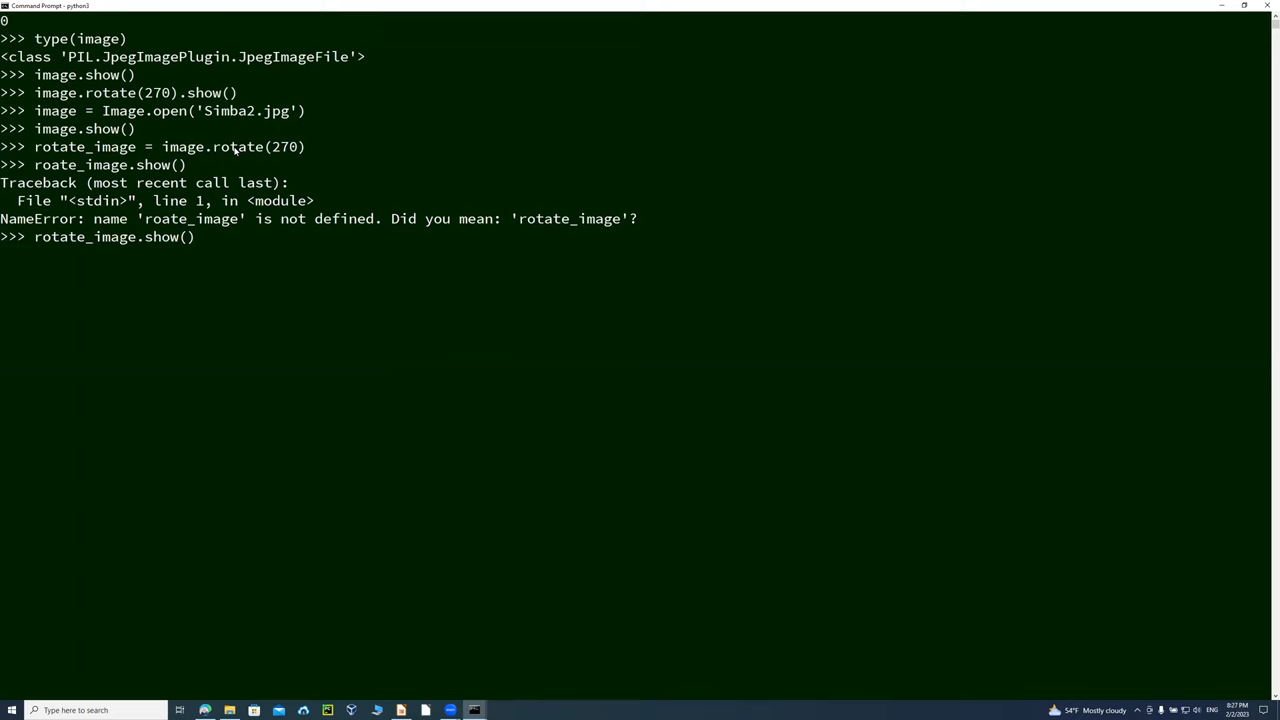 Command Prompt - python3
0
>>> type(image)
<class 'PIL.JpegImagePlugin.JpegImageFile'>
>>> image.show()
>>> image.rotate(270).show()
>>> image = Image.open('Simba2.jpg')
>>> image.show()
>>> rotate_image = image.rotate(270)
>>> roate_image.show()
Traceback (most recent call last):
  File "<stdin>", line 1, in <module>
NameError: name 'roate_image' is not defined. Did you mean: 'rotate_image'?
>>> rotate_image.show()
Type here to search
54°F Mostly cloudy
ENG
8:27 PM
2/2/2023